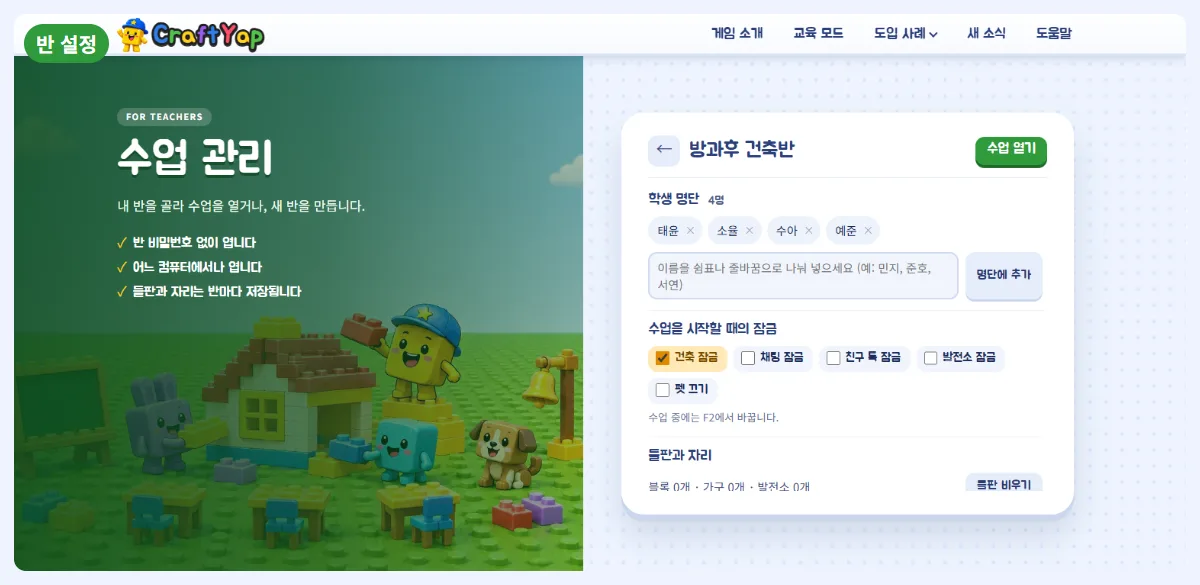 반 설정
CraftYap
게임 소개
교육 모드
도입 사례
새 소식
도움말
FOR TEACHERS
수업 관리
내 반을 골라 수업을 열거나, 새 반을 만듭니다.
✓ 반 비밀번호 없이 엽니다
✓ 어느 컴퓨터에서나 엽니다
✓ 들판과 자리는 반마다 저장됩니다
← 방과후 건축반
수업 열기
학생 명단 4명
태윤 ×
소율 ×
수아 ×
예준 ×
이름을 쉼표나 줄바꿈으로 나눠 넣으세요 (예: 민지, 준호,
서연)
명단에 추가
수업을 시작할 때의 잠금
건축 잠금
채팅 잠금
친구 톡 잠금
발전소 잠금
펫 끄기
수업 중에는 F2에서 바꿉니다.
들판과 자리
블록 0개 · 가구 0개 · 발전소 0개
들판 비우기